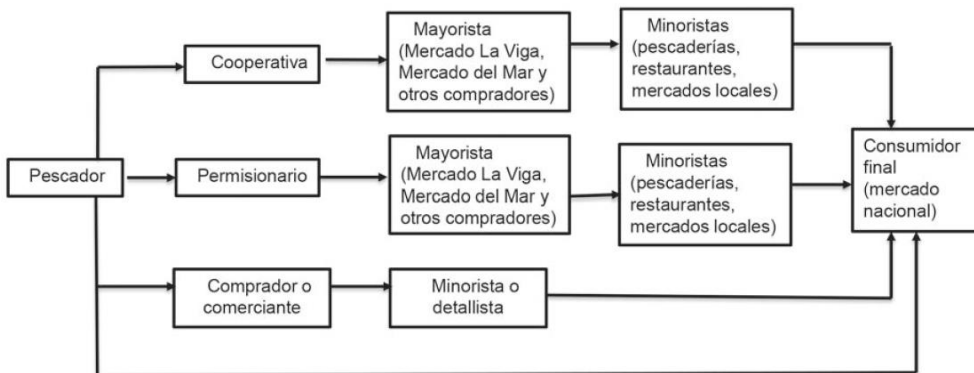 Cooperativa
Mayorista
(Mercado La Viga,
Mercado del Mar y
otros compradores)
Minoristas
(pescaderías,
restaurantes,
mercados locales)
Pescador
Permisionario
Mayorista
(Mercado La Viga,
Mercado del Mar y
otros compradores)
Minoristas
(pescaderías,
restaurantes,
mercados locales)
Consumidor
final
(mercado
nacional)
Comprador o
comerciante
Minorista o
detallista